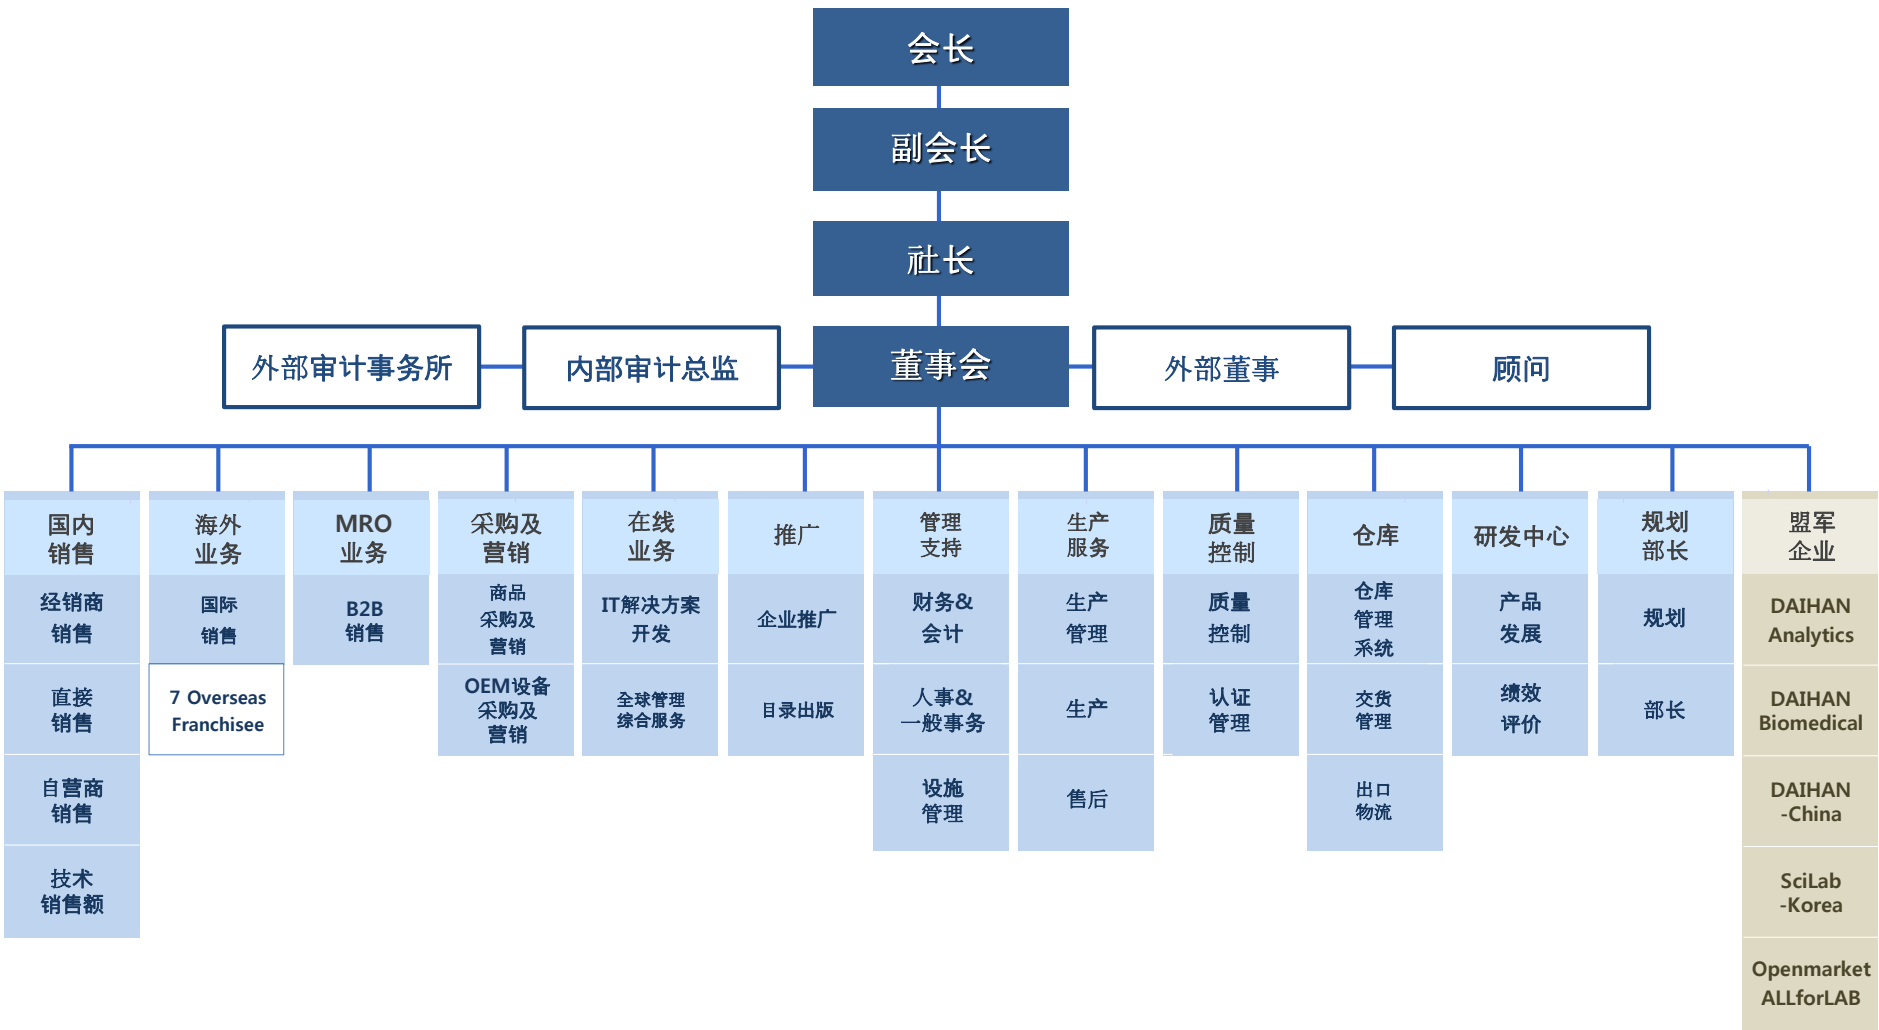 会长
副会长
社长
外部审计事务所
内部审计总监
董事会
外部董事
顾问
国内
销售
经销商
销售
直接
销售
自营商
销售
技术
销售额
海外
业务
国际
销售
7 Overseas
Franchisee
MRO
业务
B2B
销售
采购及
营销
商品
采购及
营销
OEM设备
采购及
营销
在线
业务
IT解决方案
开发
全球管理
综合服务
推广
企业推广
目录出版
管理
支持
财务&
会计
人事&
一般事务
设施
管理
生产
服务
生产
管理
生产
售后
质量
控制
质量
控制
认证
管理
仓库
仓库
管理
系统
交货
管理
出口
物流
研发中心
产品
发展
绩效
评价
规划
部长
规划
部长
盟军
企业
DAIHAN
Analytics
DAIHAN
Biomedical
DAIHAN
-China
SciLab
-Korea
Openmarket
ALLforLAB